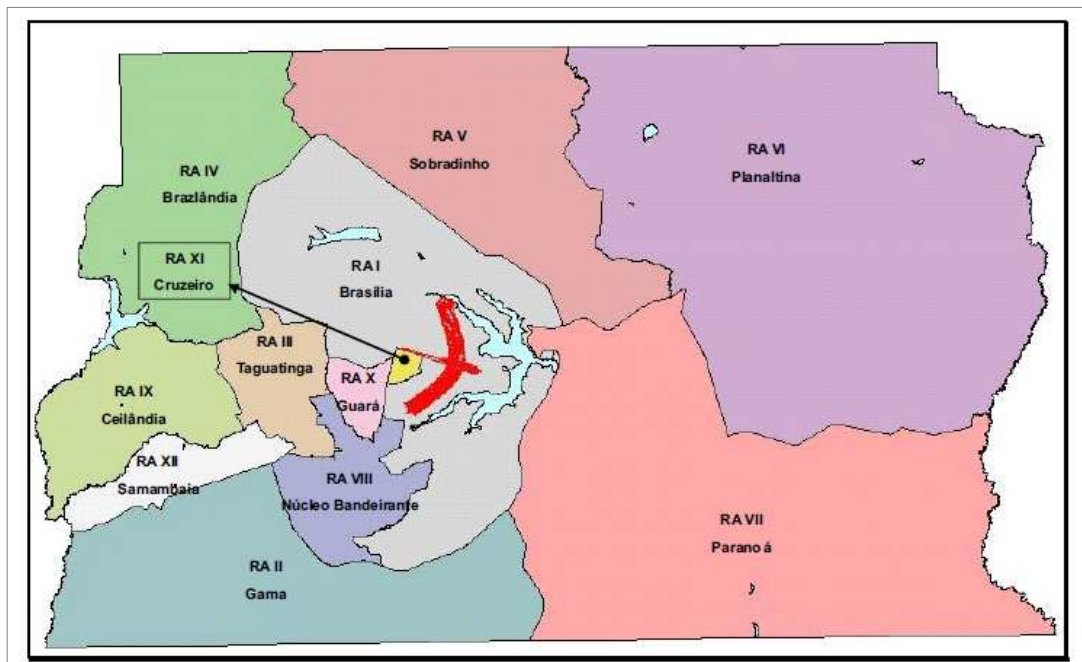 RA V
Sobradinho
RA VI
Planaltina
RA IV
Brazlândia
RA XI
Cruzeiro
RA I
Brasília
RA III
Taguatinga
RA X
Guará
RA IX
Ceilândia
RA XII
Samambaia
RA VIII
Núcleo Bandeirante
RA VII
Paranoá
RA II
Gama